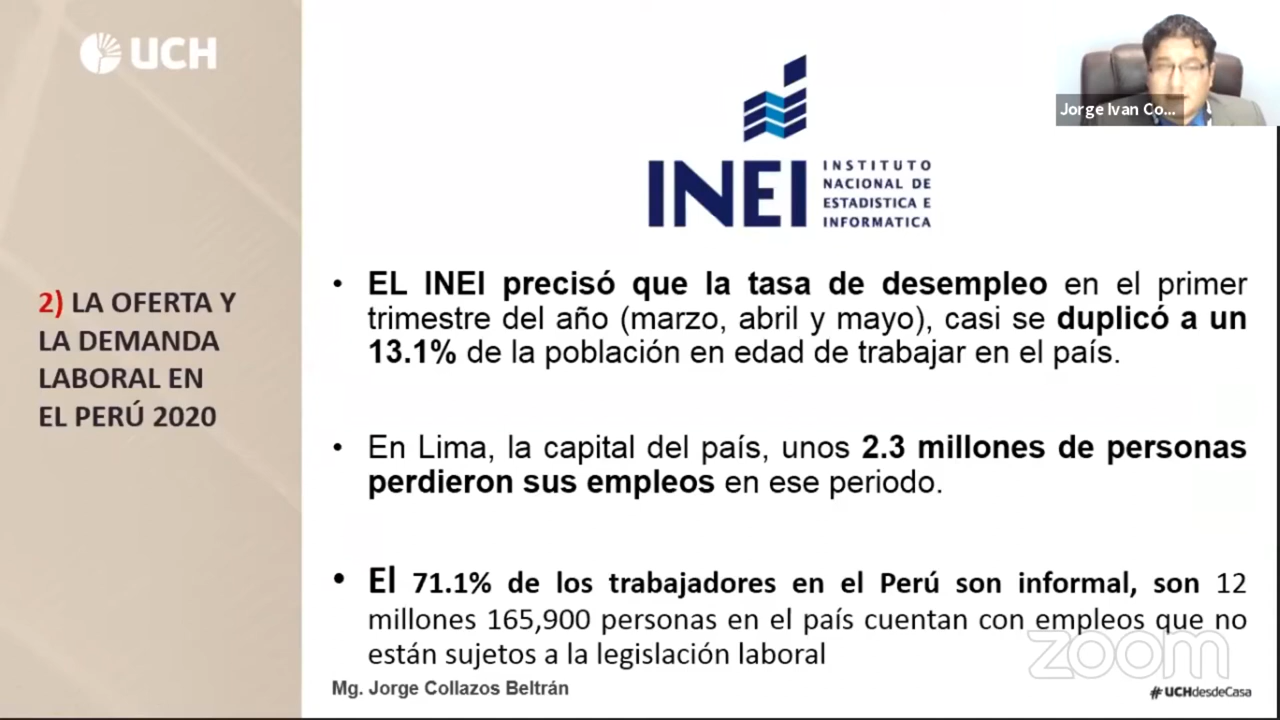 UCH
Jorge Ivan Co...
INEI
INSTITUTO
NACIONAL DE
ESTADISTICA E
INFORMATICA
2) LA OFERTA Y
LA DEMANDA
LABORAL EN
EL PERÚ 2020
• EL INEI precisó que la tasa de desempleo en el primer
trimestre del año (marzo, abril y mayo), casi se duplicó a un
13.1% de la población en edad de trabajar en el país.
• En Lima, la capital del país, unos 2.3 millones de personas
perdieron sus empleos en ese periodo.
• El 71.1% de los trabajadores en el Perú son informal, son 12
millones 165,900 personas en el país cuentan con empleos que no
están sujetos a la legislación laboral
zoom
Mg. Jorge Collazos Beltrán
#UCHdesdeCasa